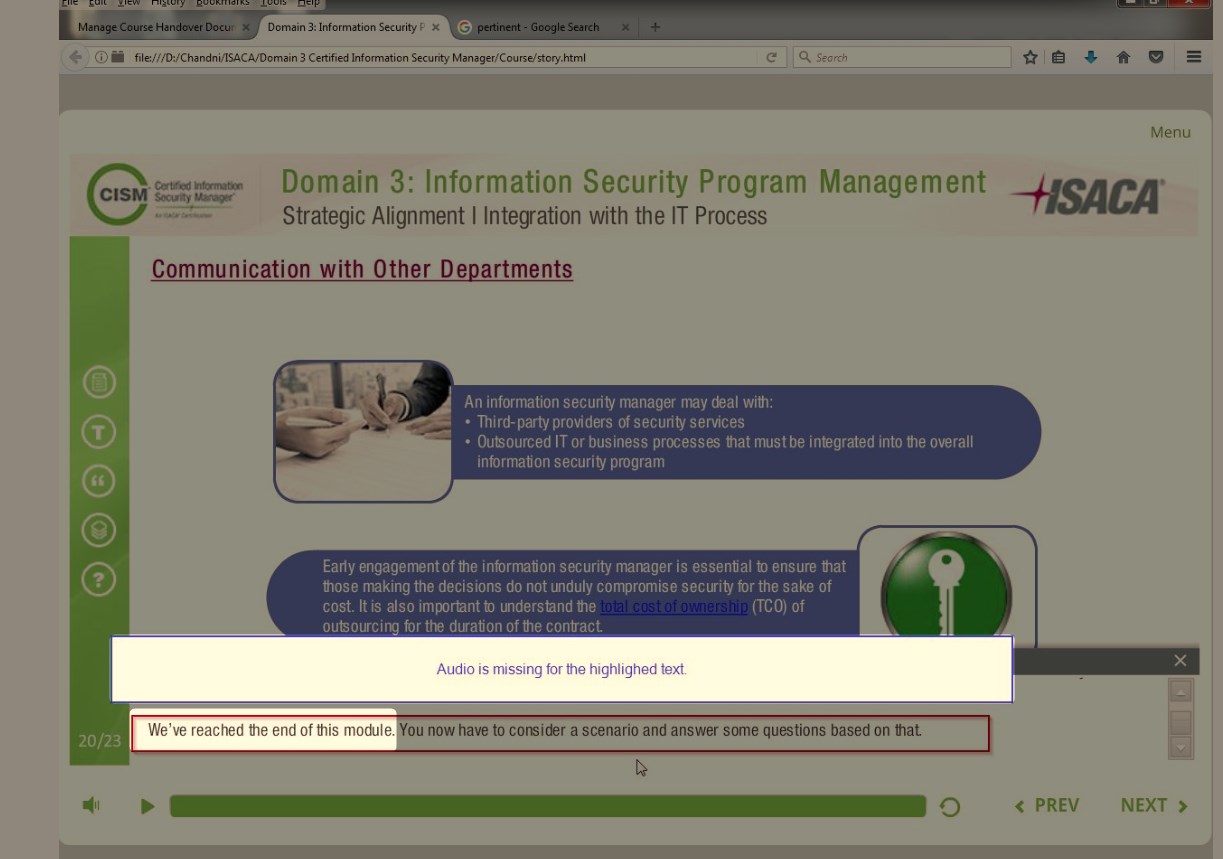 File Edit View History Bookmarks Tools Help
Manage Course Handover Docur × Domain 3: Information Security P × pertinent - Google Search × +
file:///D:/Chandni/ISACA/Domain 3 Certified Information Security Manager/Course/story.html Search
Menu
CISM Certified Information
Security Manager®
An ISACA® Certification
Domain 3: Information Security Program Management
Strategic Alignment I Integration with the IT Process
ISACA®
Communication with Other Departments
An information security manager may deal with:
• Third-party providers of security services
• Outsourced IT or business processes that must be integrated into the overall
information security program
T
“
?
Early engagement of the information security manager is essential to ensure that
those making the decisions do not unduly compromise security for the sake of
cost. It is also important to understand the total cost of ownership (TCO) of
outsourcing for the duration of the contract.
Audio is missing for the highlighed text.
We’ve reached the end of this module. You now have to consider a scenario and answer some questions based on that.
20/23
PREV NEXT